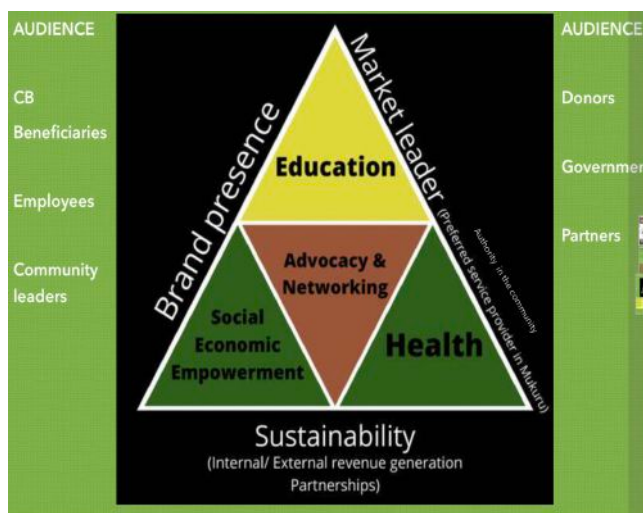 AUDIENCE
CB
Beneficiaries
Employees
Community
leaders
Brand presence
Market leader
(Preferred service provider in Mukuru)
Authority in the community
Education
Advocacy &
Networking
Social
Economic
Empowerment
Health
Sustainability
(Internal/ External revenue generation
Partnerships)
AUDIENCE
Donors
Governmen
Partners